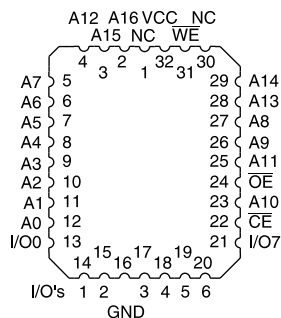 A12 A16 VCC NC
A15 NC WE
4 3 2 1 32 31 30
A7 5 29 A14
A6 6 28 A13
A5 7 27 A8
A4 8 26 A9
A3 9 25 A11
A2 10 24 OE
A1 11 23 A10
A0 12 22 CE
I/O0 13 21 I/O7
14 15 16 17 18 19 20
I/O's 1 2 3 4 5 6
GND